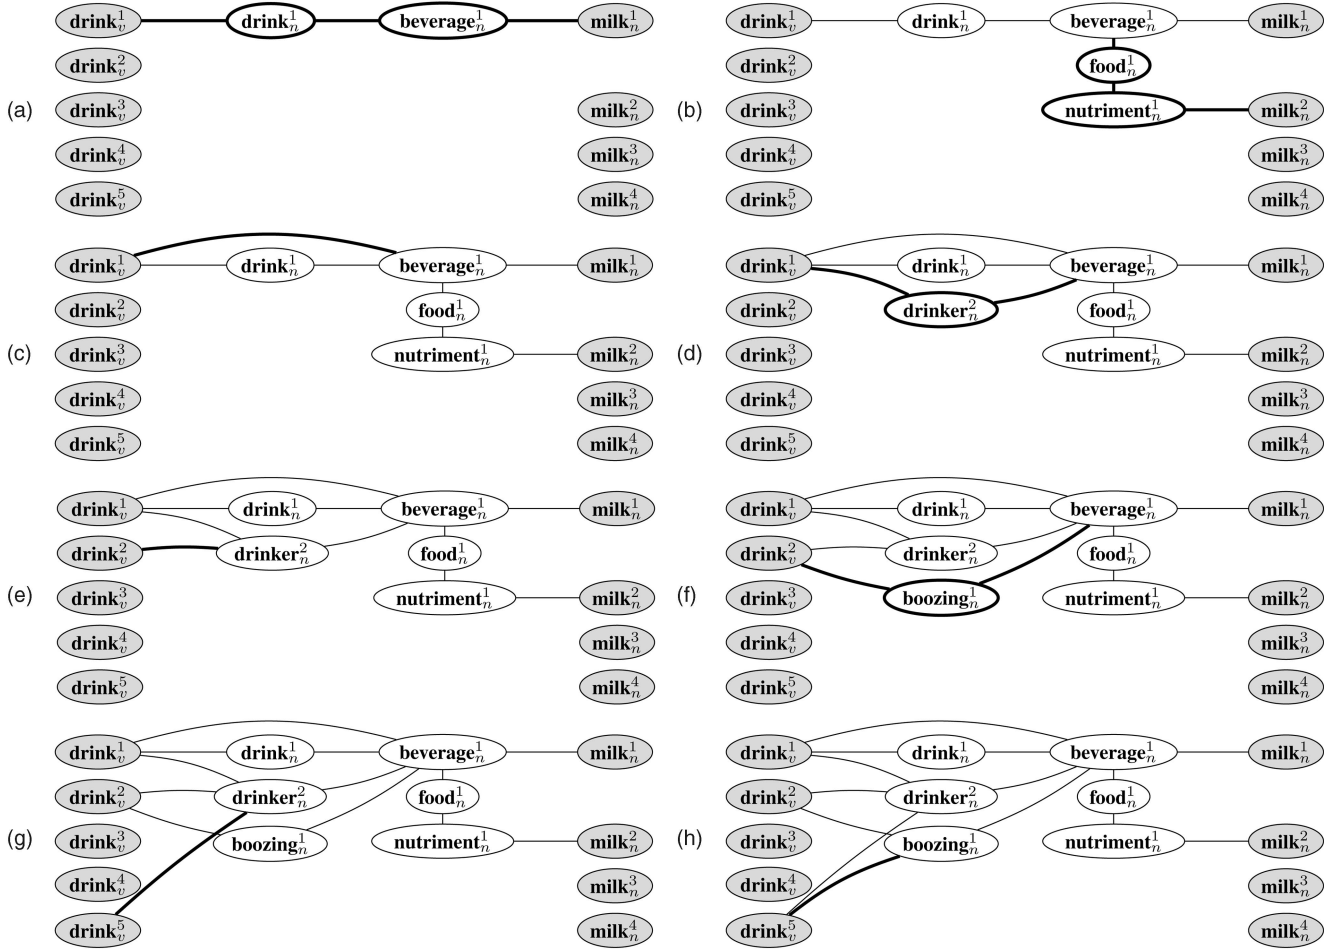 drink¹ᵥ drink¹ₙ beverage¹ₙ milk¹ₙ
drink²ᵥ
(a) drink³ᵥ milk²ₙ
drink⁴ᵥ milk³ₙ
drink⁵ᵥ milk⁴ₙ
drink¹ᵥ drink¹ₙ beverage¹ₙ milk¹ₙ
drink²ᵥ food¹ₙ
(b) drink³ᵥ nutriment¹ₙ milk²ₙ
drink⁴ᵥ milk³ₙ
drink⁵ᵥ milk⁴ₙ
drink¹ᵥ drink¹ₙ beverage¹ₙ milk¹ₙ
drink²ᵥ food¹ₙ
(c) drink³ᵥ nutriment¹ₙ milk²ₙ
drink⁴ᵥ milk³ₙ
drink⁵ᵥ milk⁴ₙ
drink¹ᵥ drink¹ₙ beverage¹ₙ milk¹ₙ
drink²ᵥ drinker²ₙ food¹ₙ
(d) drink³ᵥ nutriment¹ₙ milk²ₙ
drink⁴ᵥ milk³ₙ
drink⁵ᵥ milk⁴ₙ
drink¹ᵥ drink¹ₙ beverage¹ₙ milk¹ₙ
drink²ᵥ drinker²ₙ food¹ₙ
(e) drink³ᵥ nutriment¹ₙ milk²ₙ
drink⁴ᵥ milk³ₙ
drink⁵ᵥ milk⁴ₙ
drink¹ᵥ drink¹ₙ beverage¹ₙ milk¹ₙ
drink²ᵥ drinker²ₙ food¹ₙ
(f) drink³ᵥ boozing¹ₙ nutriment¹ₙ milk²ₙ
drink⁴ᵥ milk³ₙ
drink⁵ᵥ milk⁴ₙ
drink¹ᵥ drink¹ₙ beverage¹ₙ milk¹ₙ
drink²ᵥ drinker²ₙ food¹ₙ
(g) drink³ᵥ boozing¹ₙ nutriment¹ₙ milk²ₙ
drink⁴ᵥ milk³ₙ
drink⁵ᵥ milk⁴ₙ
drink¹ᵥ drink¹ₙ beverage¹ₙ milk¹ₙ
drink²ᵥ drinker²ₙ food¹ₙ
(h) drink³ᵥ boozing¹ₙ nutriment¹ₙ milk²ₙ
drink⁴ᵥ milk³ₙ
drink⁵ᵥ milk⁴ₙ